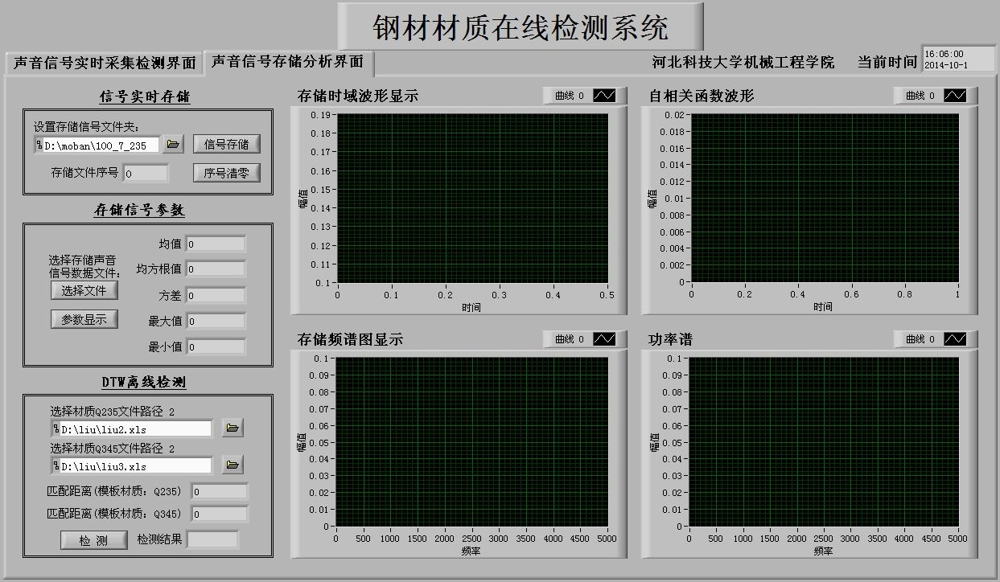 钢材材质在线检测系统
声音信号实时采集检测界面
声音信号存储分析界面
河北科技大学机械工程学院
当前时间
16:06:00
2014-10-1
信号实时存储
设置存储信号文件夹:
D:\moban\100_7_235
信号存储
存储文件序号
0
序号清零
存储信号参数
选择存储声音
信号数据文件:
选择文件
参数显示
均值
0
均方根值
0
方差
0
最大值
0
最小值
0
DTW离线检测
选择材质Q235文件路径 2
D:\liu\liu2.xls
选择材质Q345文件路径 2
D:\liu\liu3.xls
匹配距离(模板材质: Q235)
0
匹配距离(模板材质: Q345)
0
检 测
检测结果
存储时域波形显示
曲线 0
幅值
0.19
0.18
0.17
0.16
0.15
0.14
0.13
0.12
0.11
0.1
0 0.1 0.2 0.3 0.4 0.5
时间
自相关函数波形
曲线 0
幅值
0.02
0.018
0.016
0.014
0.012
0.01
0.008
0.006
0.004
0.002
0
0 0.2 0.4 0.6 0.8 1
时间
存储频谱图显示
曲线 0
幅值
0.1
0.09
0.08
0.07
0.06
0.05
0.04
0.03
0.02
0.01
0
0 500 1000 1500 2000 2500 3000 3500 4000 4500 5000
频率
功率谱
曲线 0
幅值
0.1
0.09
0.08
0.07
0.06
0.05
0.04
0.03
0.02
0.01
0
0 500 1000 1500 2000 2500 3000 3500 4000 4500 5000
频率